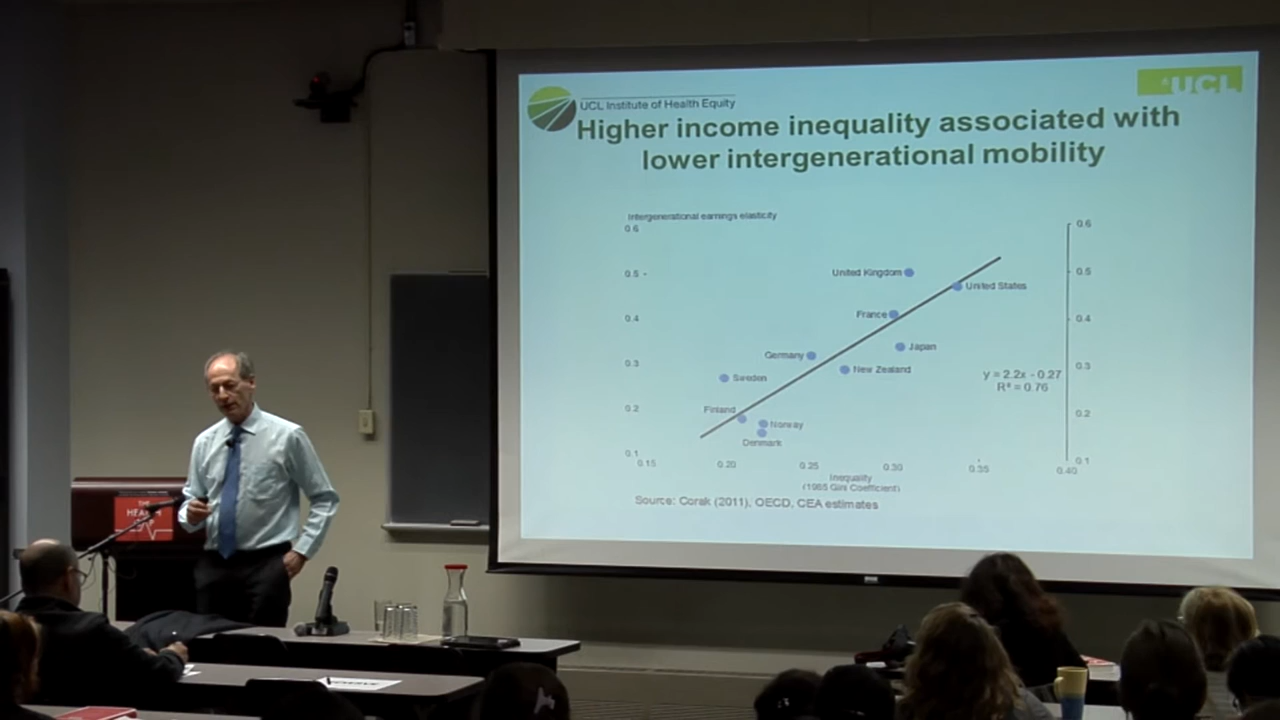 UCL Institute of Health Equity
UCL
Higher income inequality associated with
lower intergenerational mobility
Intergenerational earnings elasticity
0.6
0.5
0.4
0.3
0.2
0.1
United Kingdom
United States
France
Japan
Germany
New Zealand
Sweden
Finland
Norway
Denmark
y = 2.2x - 0.27
R² = 0.76
0.6
0.5
0.4
0.3
0.2
0.1
0.15
0.20
0.25
0.30
0.35
0.40
Inequality
(1985 Gini Coefficient)
Source: Corak (2011), OECD, CEA estimates
THE
HEALTH
GAP